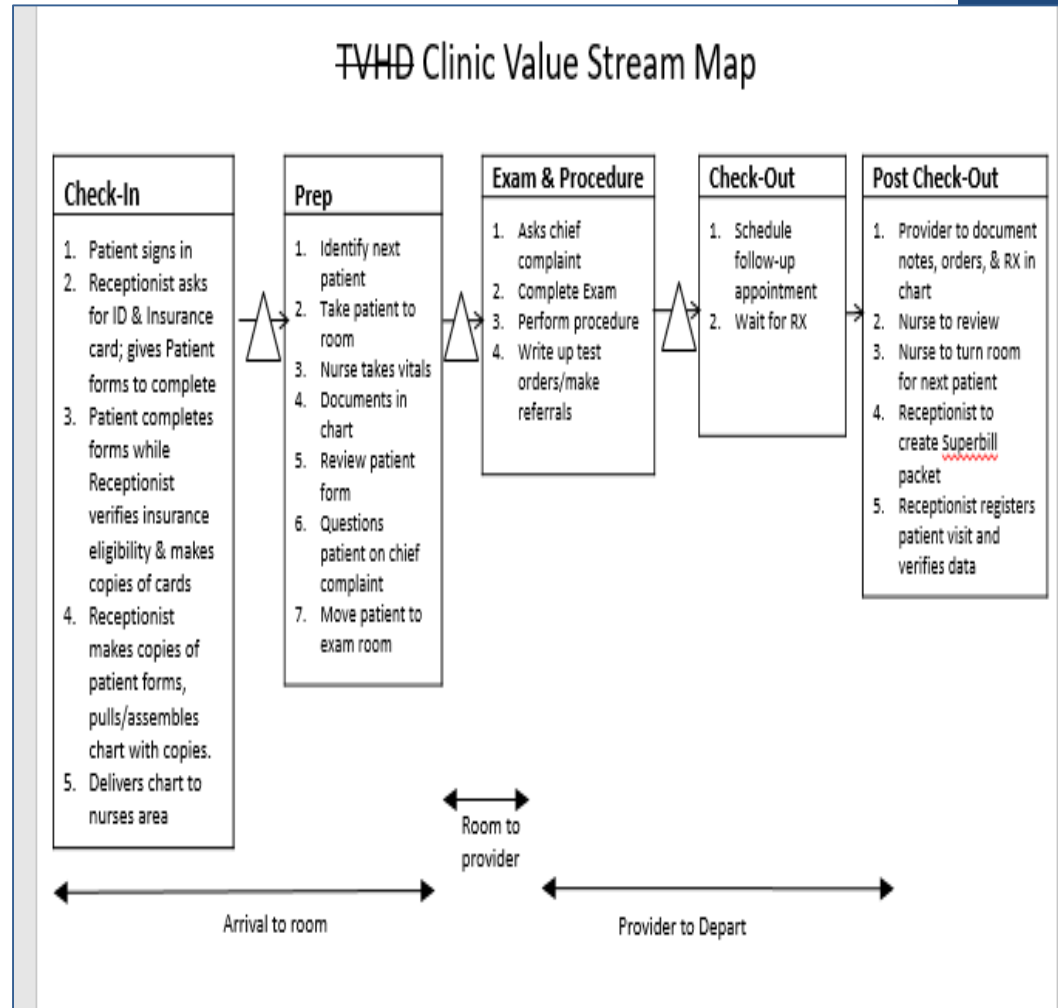 TVHD Clinic Value Stream Map
Check-In
1. Patient signs in
2. Receptionist asks
for ID & Insurance
card; gives Patient
forms to complete
3. Patient completes
forms while
Receptionist
verifies insurance
eligibility & makes
copies of cards
4. Receptionist
makes copies of
patient forms,
pulls/assembles
chart with copies.
5. Delivers chart to
nurses area
Prep
1. Identify next
patient
2. Take patient to
room
3. Nurse takes vitals
4. Documents in
chart
5. Review patient
form
6. Questions
patient on chief
complaint
7. Move patient to
exam room
Exam & Procedure
1. Asks chief
complaint
2. Complete Exam
3. Perform procedure
4. Write up test
orders/make
referrals
Check-Out
1. Schedule
follow-up
appointment
2. Wait for RX
Post Check-Out
1. Provider to document
notes, orders, & RX in
chart
2. Nurse to review
3. Nurse to turn room
for next patient
4. Receptionist to
create Superbill
packet
5. Receptionist registers
patient visit and
verifies data
Room to
provider
Arrival to room
Provider to Depart